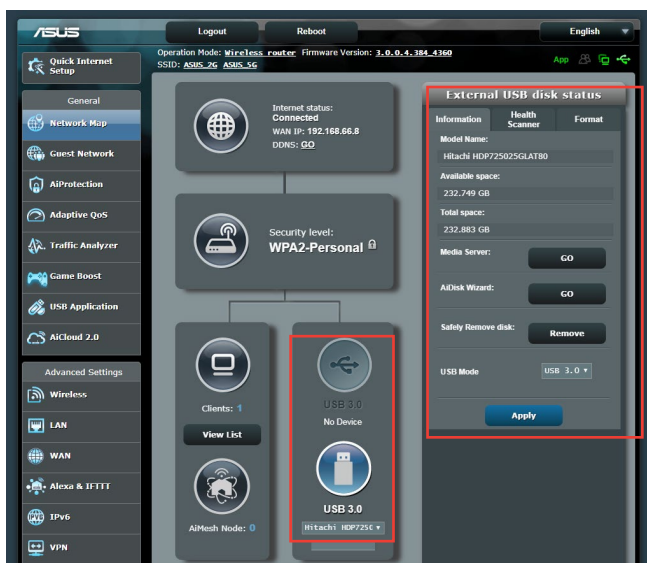 ASUS
Logout
Reboot
English
Quick Internet
Setup
Operation Mode: Wireless router Firmware Version: 3.0.0.4.384_4360
SSID: ASUS_2G ASUS_5G
App
General
Network Map
Guest Network
AiProtection
Adaptive QoS
Traffic Analyzer
Game Boost
USB Application
AiCloud 2.0
Advanced Settings
Wireless
LAN
WAN
Alexa & IFTTT
IPv6
VPN
Internet status:
Connected
WAN IP: 192.168.66.8
DDNS: GO
Security level:
WPA2-Personal
Clients: 1
View List
AiMesh Node: 0
USB 3.0
No Device
USB 3.0
Hitachi HDP725C
External USB disk status
Information
Health
Scanner
Format
Model Name:
Hitachi HDP725025GLAT80
Available space:
232.749 GB
Total space:
232.883 GB
Media Server:
GO
AiDisk Wizard:
GO
Safely Remove disk:
Remove
USB Mode
USB 3.0
Apply